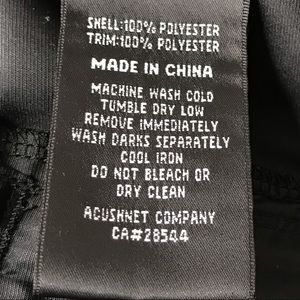 SHELL:100% POLYESTER
TRIM:100% POLYESTER
MADE IN CHINA
MACHINE WASH COLD
TUMBLE DRY LOW
REMOVE IMMEDIATELY
WASH DARKS SEPARATELY
COOL IRON
DO NOT BLEACH OR
DRY CLEAN
ACUSHNET COMPANY
CA#28544